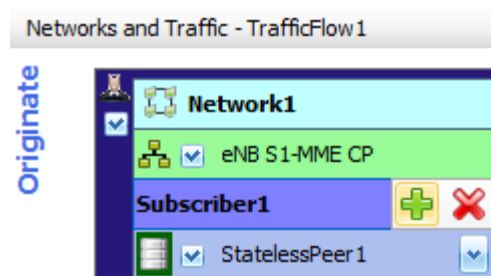 Networks and Traffic - TrafficFlow1
Originate
Network1
eNB S1-MME CP
Subscriber1
StatelessPeer1